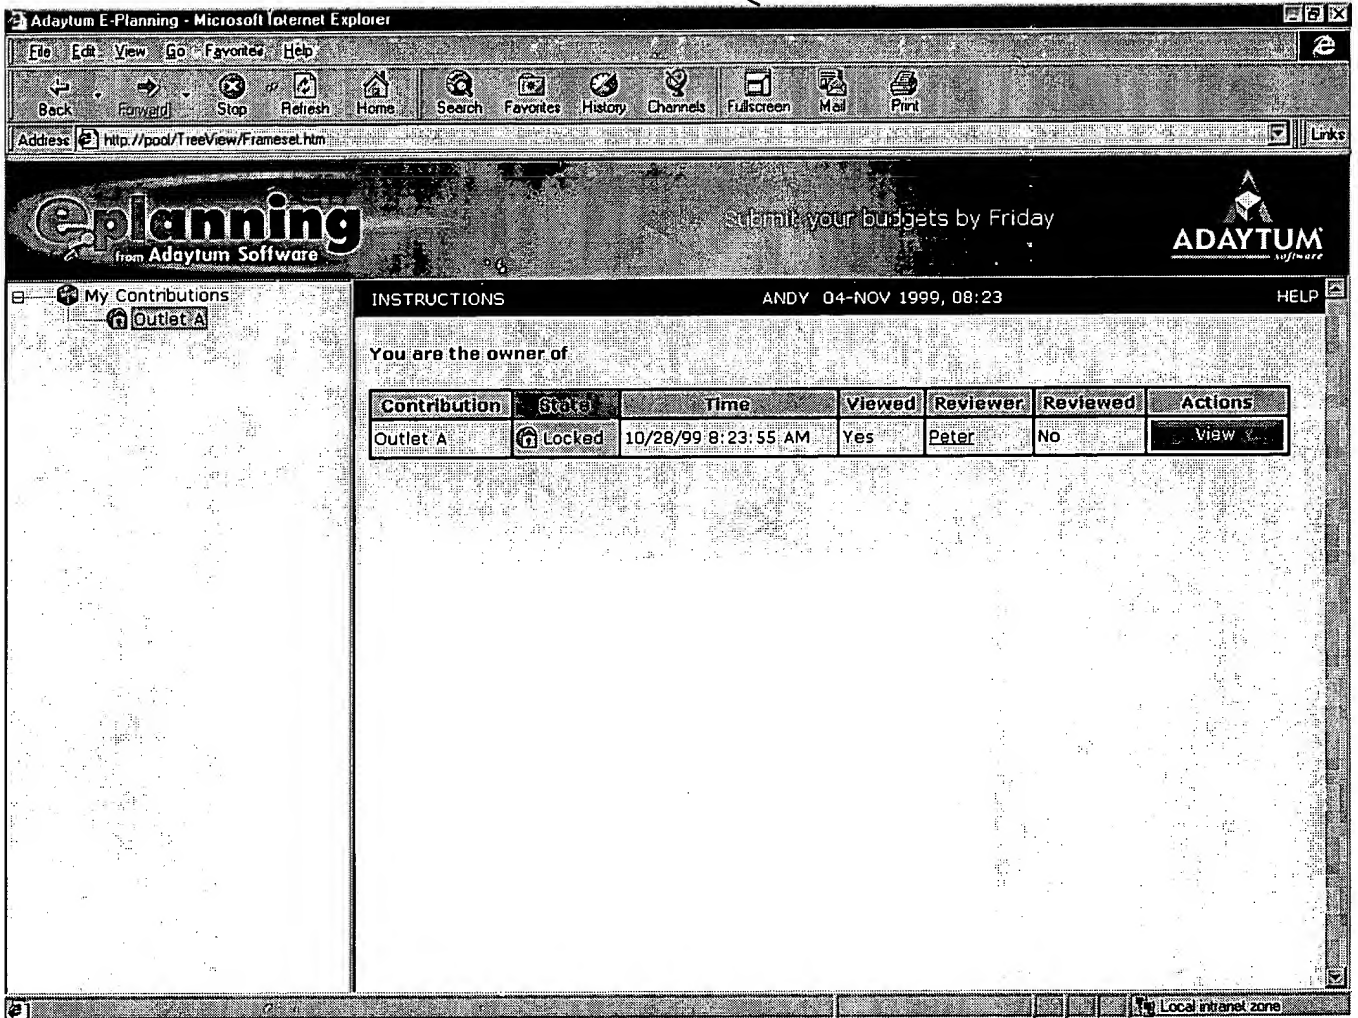 Adaytum E-Planning - Microsoft Internet Explorer
File Edit View Go Favorites Help
Back Forward Stop Refresh Home Search Favorites History Channels Fullscreen Mail Print
Address http://pool/TreeView/Frameset.htm Links
eplanning
from Adaytum Software
Submit your budgets by Friday
ADAYTUM
software
My Contributions
Outlet A
INSTRUCTIONS ANDY 04-NOV 1999, 08:23 HELP
You are the owner of
Contribution State Time Viewed Reviewer Reviewed Actions
Outlet A Locked 10/28/99 8:23:55 AM Yes Peter No View
Local intranet zone